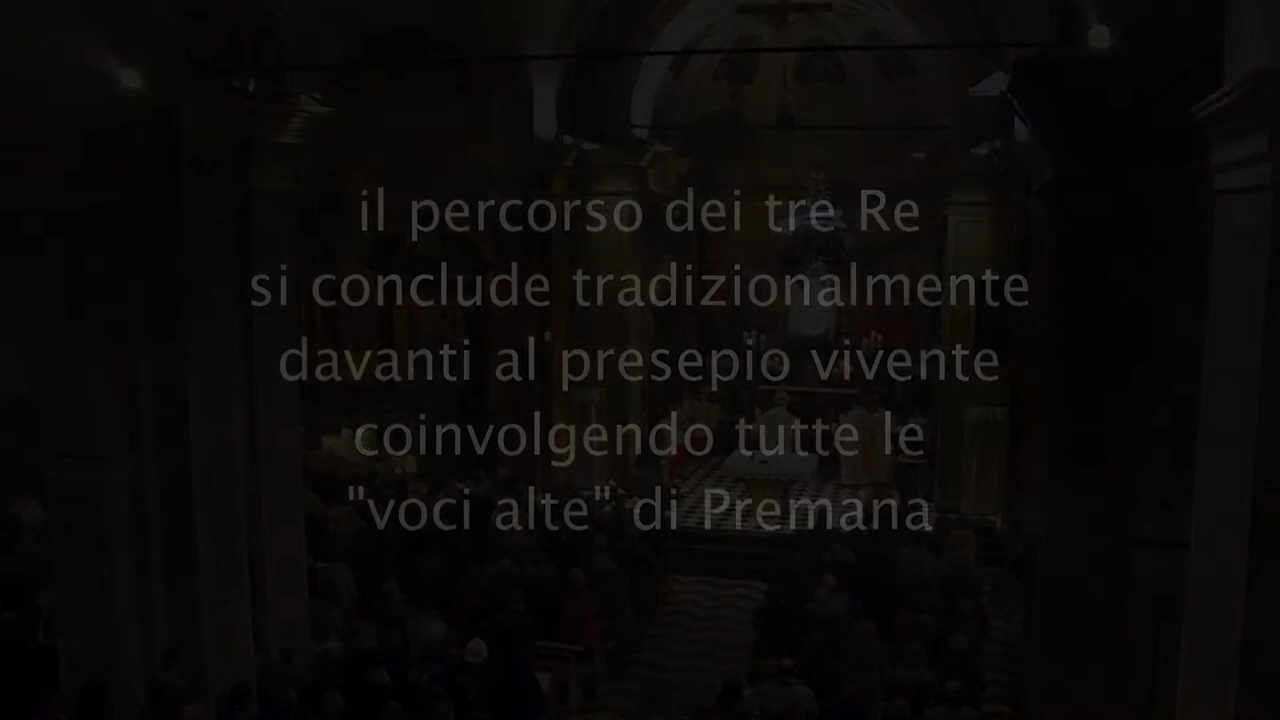 il percorso dei tre Re
si conclude tradizionalmente
davanti al presepio vivente
coinvolgendo tutte le
"voci alte" di Premana